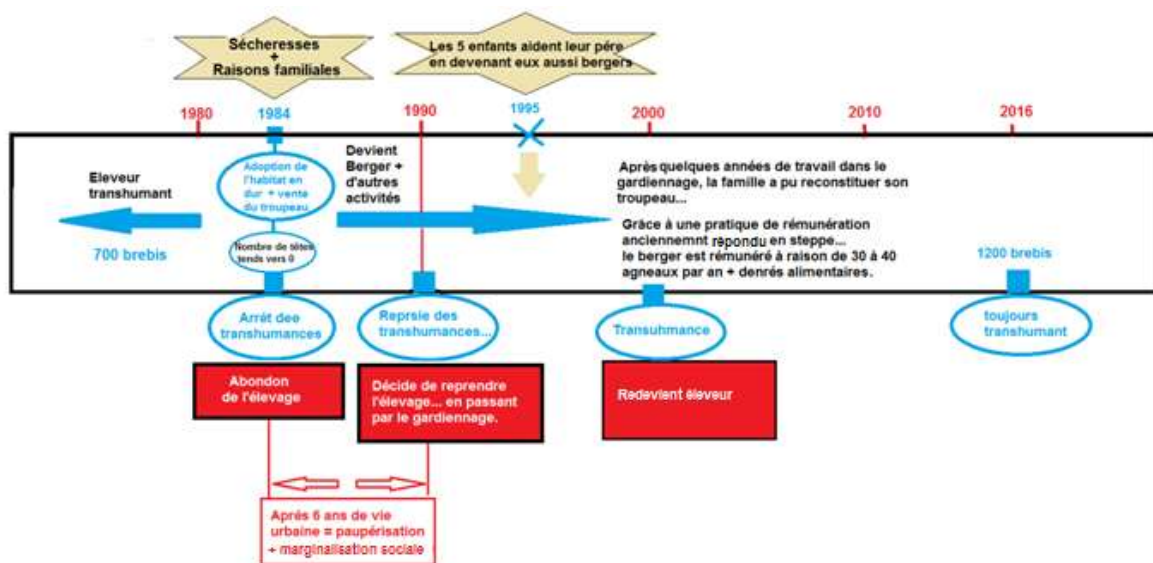 Sécheresses
+
Raisons familiales
Les 5 enfants aident leur pére
en devenant eux aussi bergers
1980
1984
1990
1995
2000
2010
2016
Eleveur
transhumant
700 brebis
Adoption de
l'habitat en
dur + vente
du troupeau
Nombre de têtes
tends vers 0
Devient
Berger +
d'autres
activités
Après quelques années de travail dans le
gardiennage, la famille a pu reconstituer son
troupeau...
Grâce à une pratique de rémunération
anciennemnt répondu en steppe...
le berger est rémunéré à raison de 30 à 40
agneaux par an + denrés alimentaires.
1200 brebis
Arrét dee
transhumances
Reprsie des
transhumances...
Transuhmance
toujours
transhumant
Abondon
de l'élevage
Décide de reprendre
l'élevage... en passant
par le gardiennage.
Redevient éleveur
Aprés 6 ans de vie
urbaine = paupérisation
+ marginalisation sociale